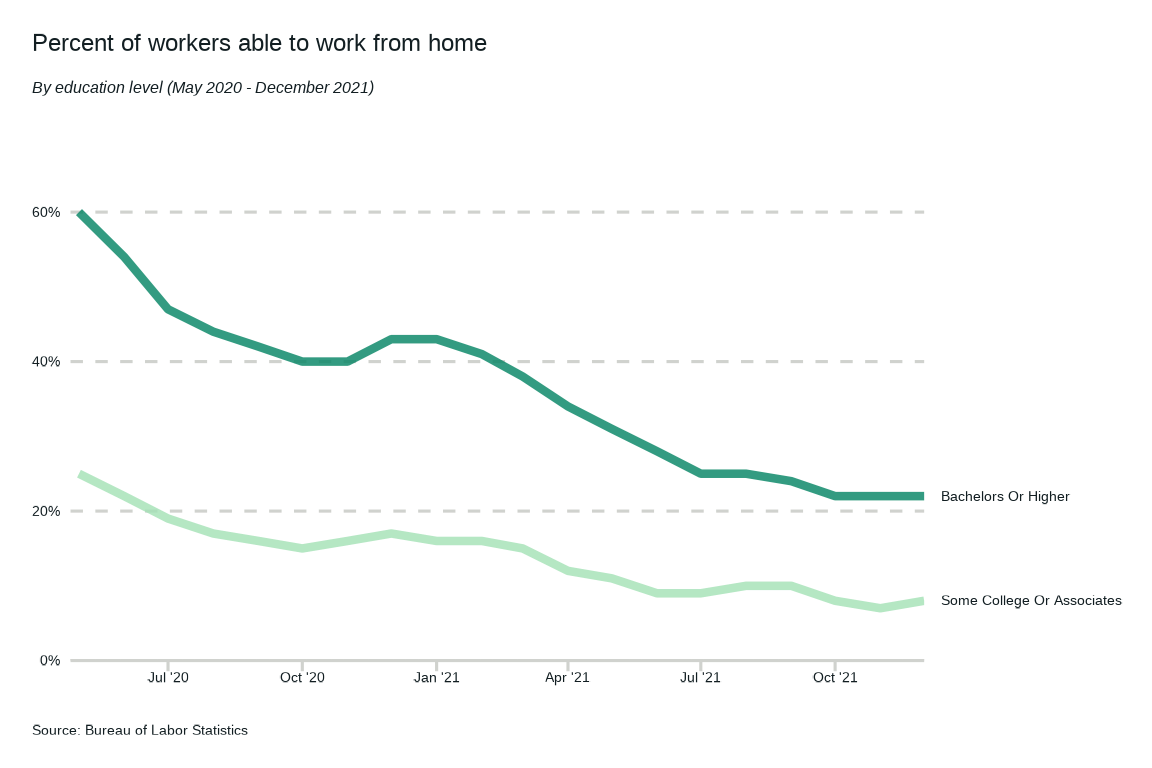 Percent of workers able to work from home
By education level (May 2020 - December 2021)
60%
40%
20%
0%
Bachelors Or Higher
Some College Or Associates
Jul '20
Oct '20
Jan '21
Apr '21
Jul '21
Oct '21
Source: Bureau of Labor Statistics